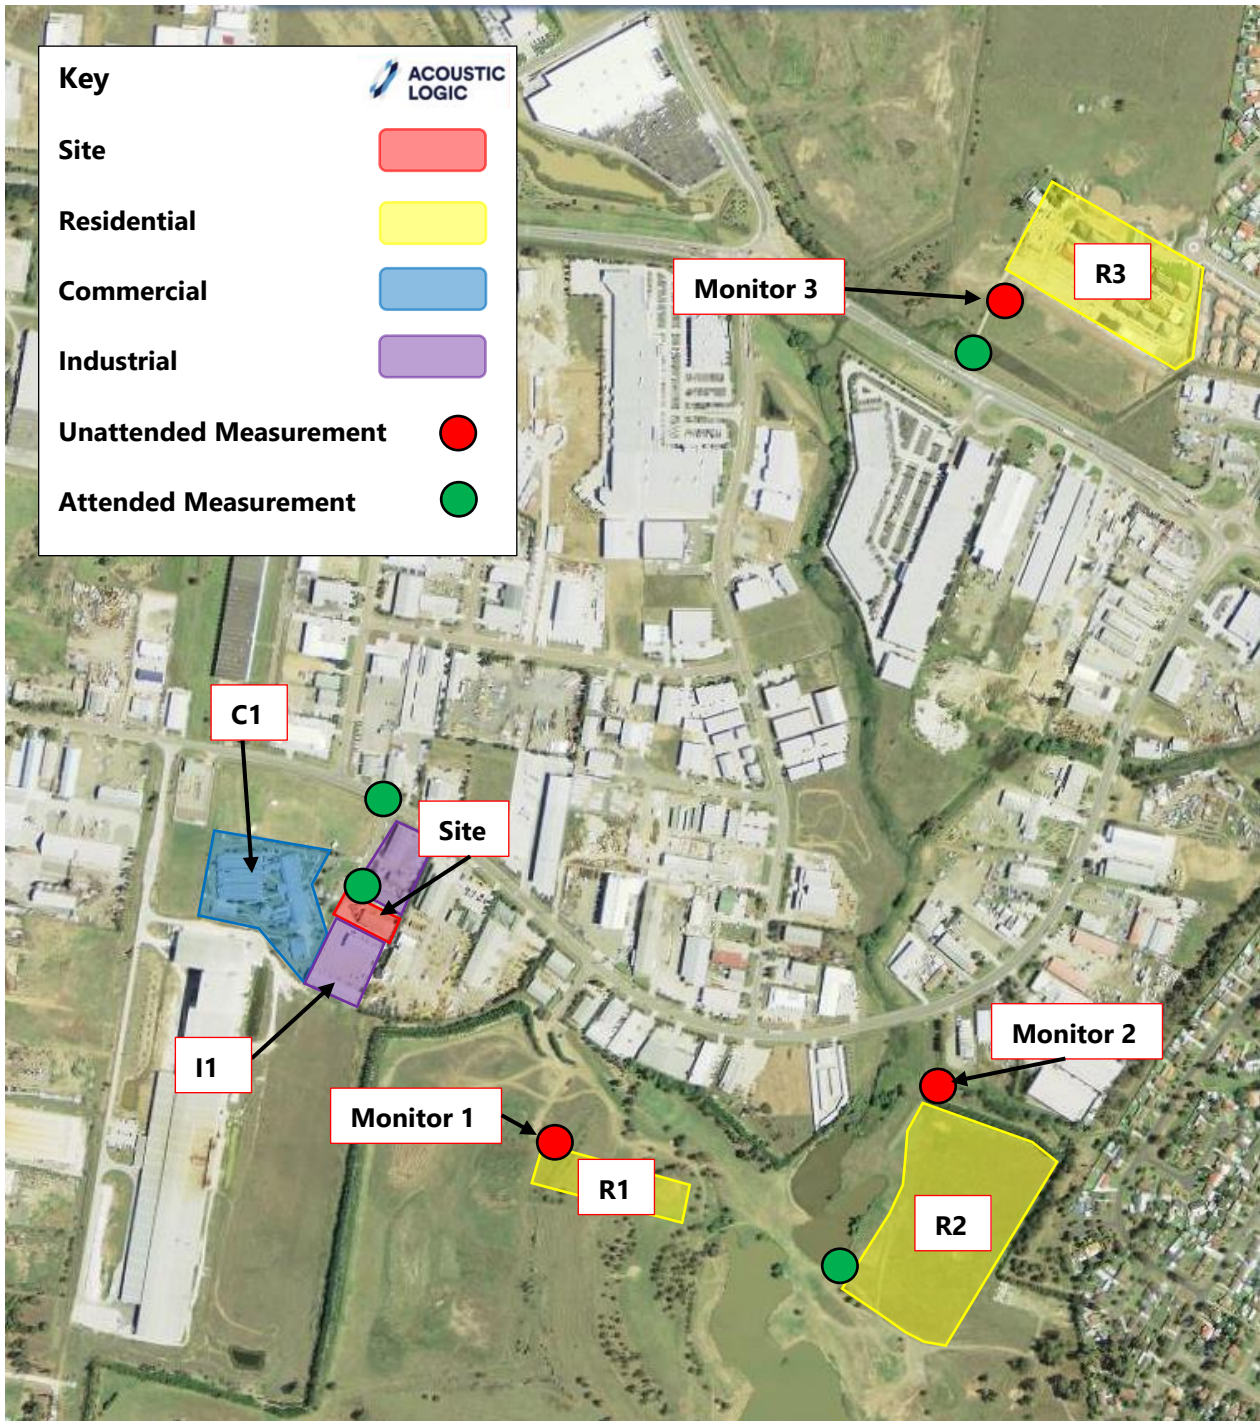 Key
ACOUSTIC
LOGIC
Site
Residential
Commercial
Industrial
Unattended Measurement
Attended Measurement
R3
Monitor 3
C1
Site
I1
Monitor 2
Monitor 1
R1
R2